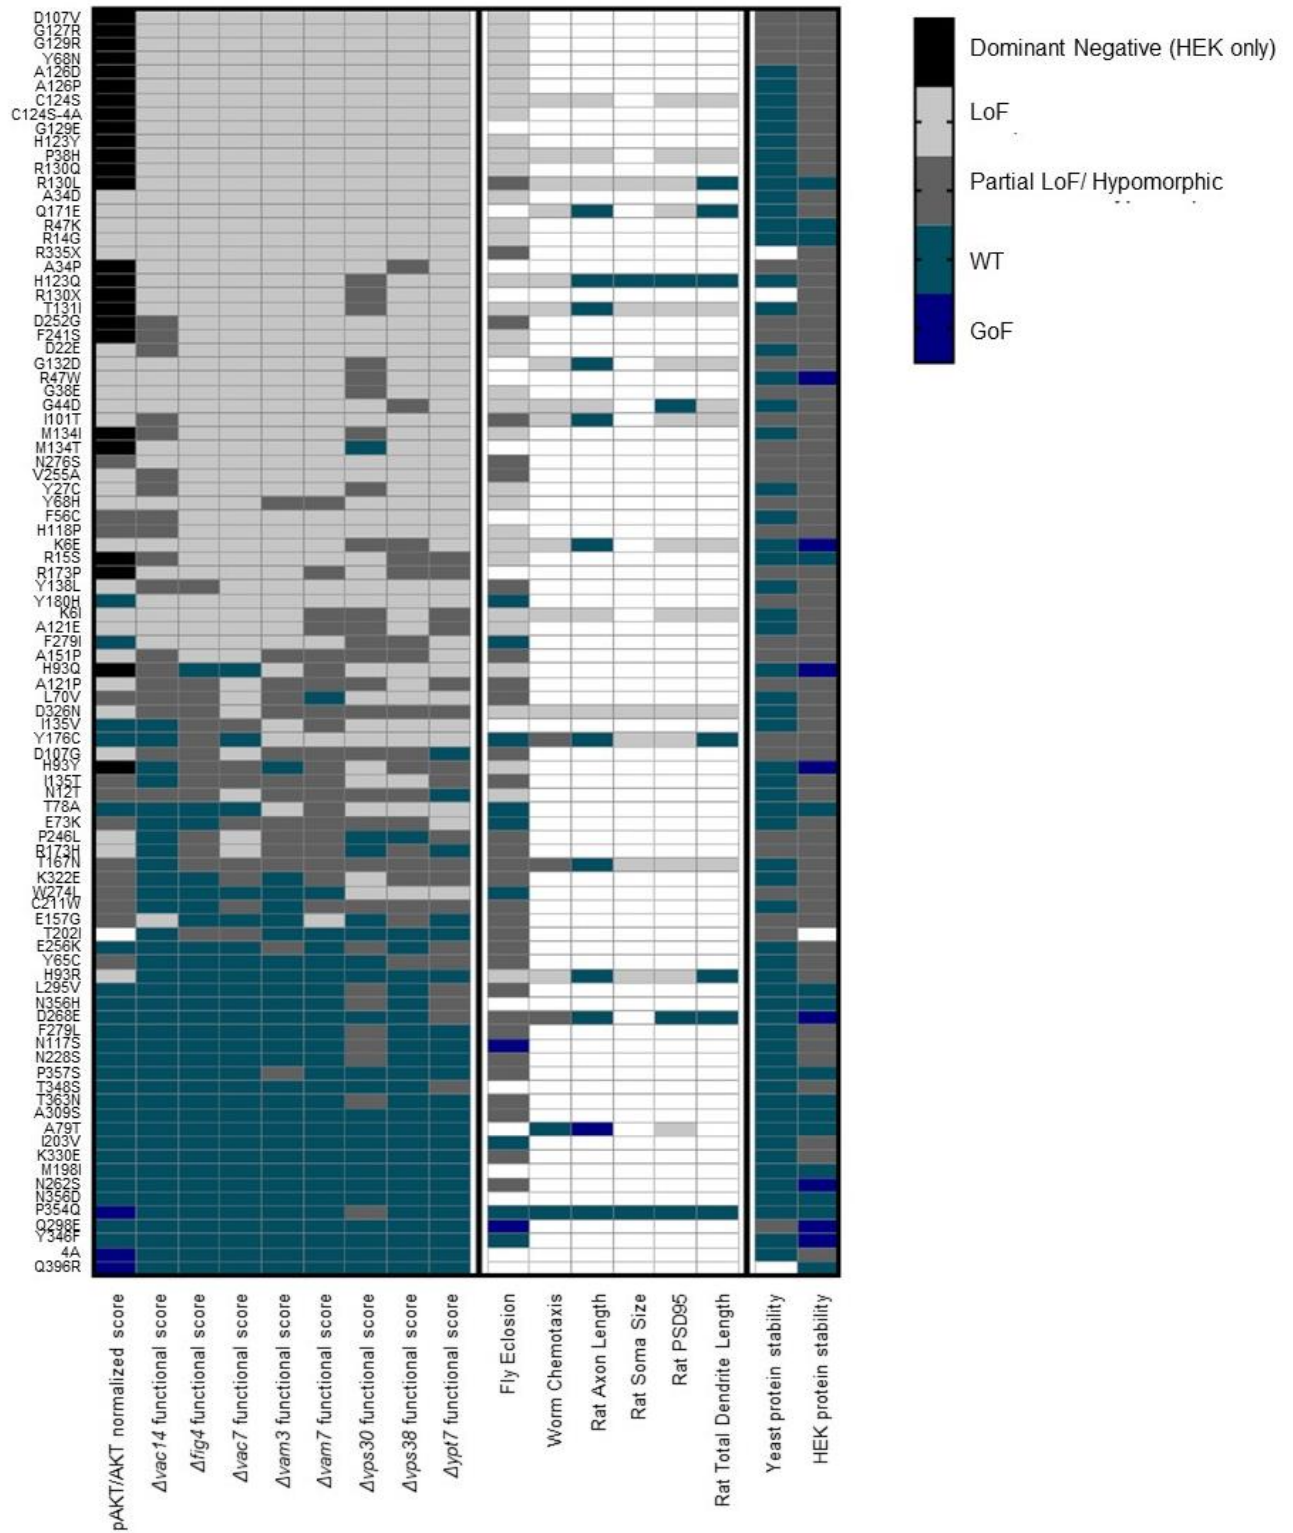 D107V
G127R
G129R
Y68N
A126D
A126P
C124S
C124S-4A
G129E
H123Y
P38H
R130Q
R130L
A34D
Q171E
R47K
R14G
R335X
A34P
H123Q
R130X
T131I
D252G
F241S
D22E
G132D
R47W
G38E
G44D
I101T
M134I
M134T
N276S
V255A
Y27C
Y68H
F56C
H118P
K6E
R15S
R173P
Y138L
Y180H
K6I
A121E
F279I
A151P
H93Q
A121P
L70V
D326N
I135V
Y176C
D107G
H93Y
I135T
N12T
T78A
E73K
P246L
R173H
T167N
K322E
W274L
C211W
E157G
T202I
E256K
Y65C
H93R
L295V
N356H
D268E
F279L
N117S
N228S
P357S
T348S
T363N
A309S
A79T
I203V
K330E
M198I
N262S
N356D
P354Q
Q298E
Y346F
4A
Q396R
pAKT/AKT normalized score
Δvac14 functional score
Δfig4 functional score
Δvac7 functional score
Δvam3 functional score
Δvam7 functional score
Δvps30 functional score
Δvps38 functional score
Δypt7 functional score
Fly Eclosion
Worm Chemotaxis
Rat Axon Length
Rat Soma Size
Rat PSD95
Rat Total Dendrite Length
Yeast protein stability
HEK protein stability
Dominant Negative (HEK only)
LoF
Partial LoF/ Hypomorphic
WT
GoF